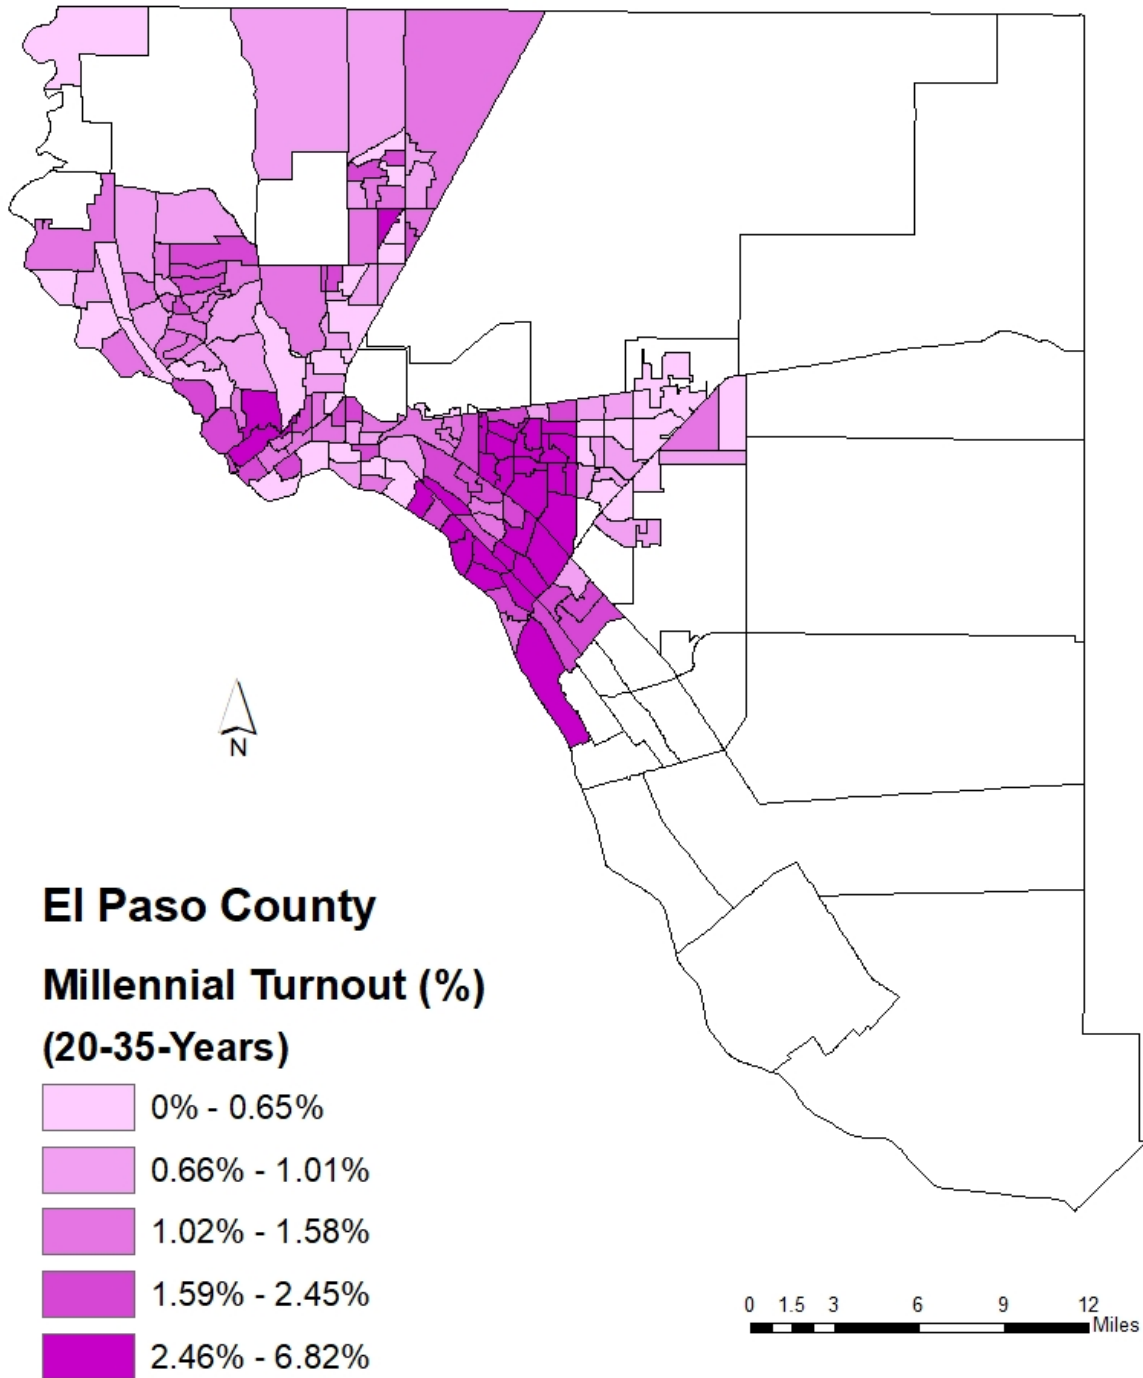 N
El Paso County
Millennial Turnout (%)
(20-35-Years)
0% - 0.65%
0.66% - 1.01%
1.02% - 1.58%
1.59% - 2.45%
2.46% - 6.82%
0 1.5 3 6 9 12
Miles